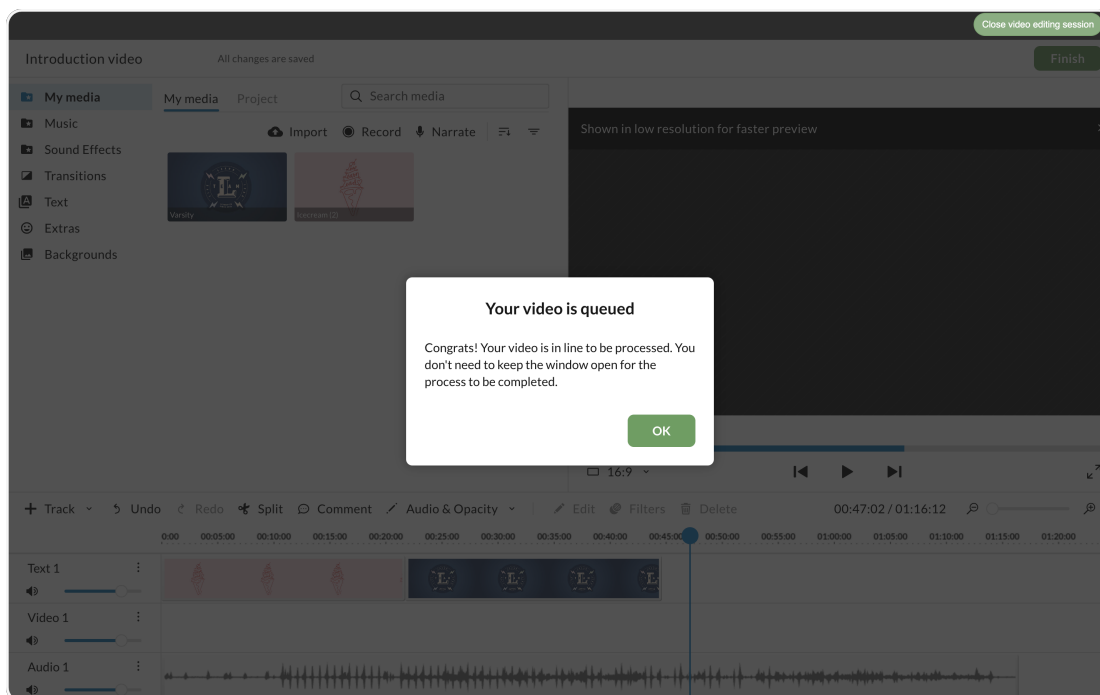 Close video editing session
Introduction video
All changes are saved
Finish
My media
Music
Sound Effects
Transitions
Text
Extras
Backgrounds
My media Project
Search media
Import Record Narrate
Varsity
Icecream (2)
Shown in low resolution for faster preview
Your video is queued
Congrats! Your video is in line to be processed. You
don't need to keep the window open for the
process to be completed.
OK
16:9
Track Undo Redo Split Comment Audio & Opacity Edit Filters Delete 00:47:02 / 01:16:12
0:00 00:05:00 00:10:00 00:15:00 00:20:00 00:25:00 00:30:00 00:35:00 00:40:00 00:45:00 00:50:00 00:55:00 01:00:00 01:05:00 01:10:00 01:15:00 01:20:00
Text 1
Video 1
Audio 1